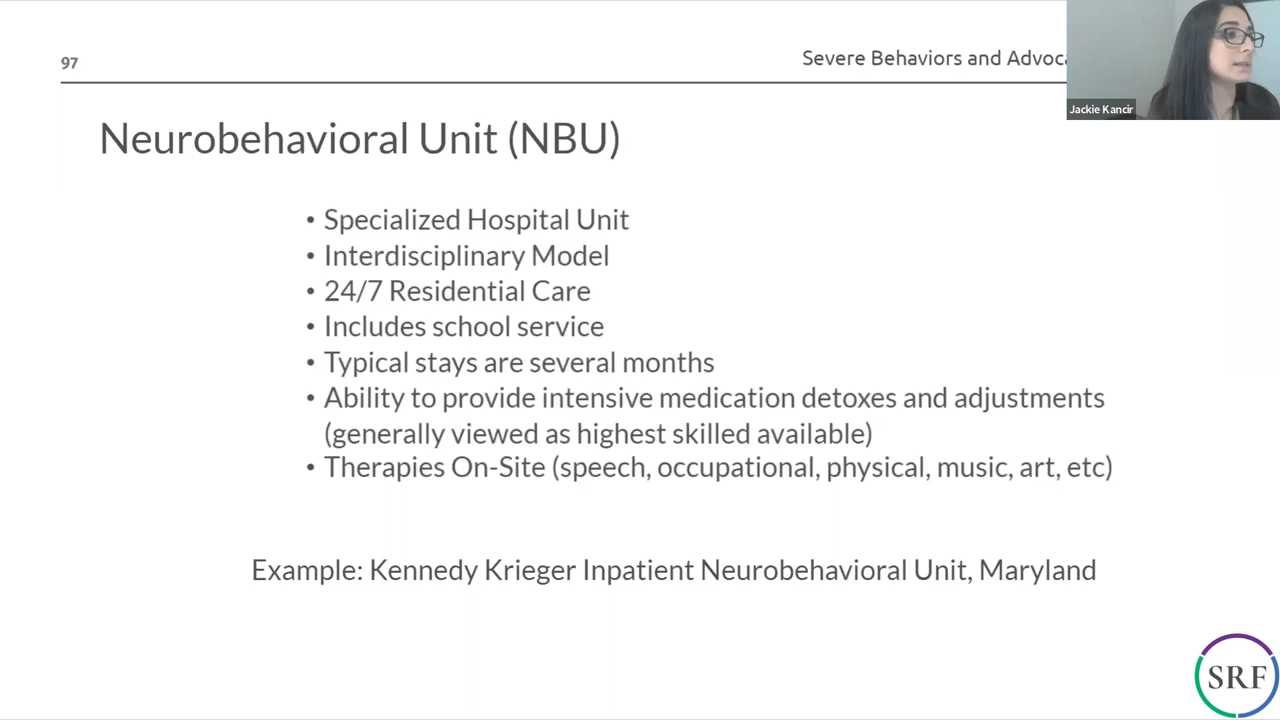 97
Severe Behaviors and
Jackie Kancir
Neurobehavioral Unit (NBU)
• Specialized Hospital Unit
• Interdisciplinary Model
• 24/7 Residential Care
• Includes school service
• Typical stays are several months
• Ability to provide intensive medication detoxes and adjustments
(generally viewed as highest skilled available)
• Therapies On-Site (speech, occupational, physical, music, art, etc)
Example: Kennedy Krieger Inpatient Neurobehavioral Unit, Maryland
SRF